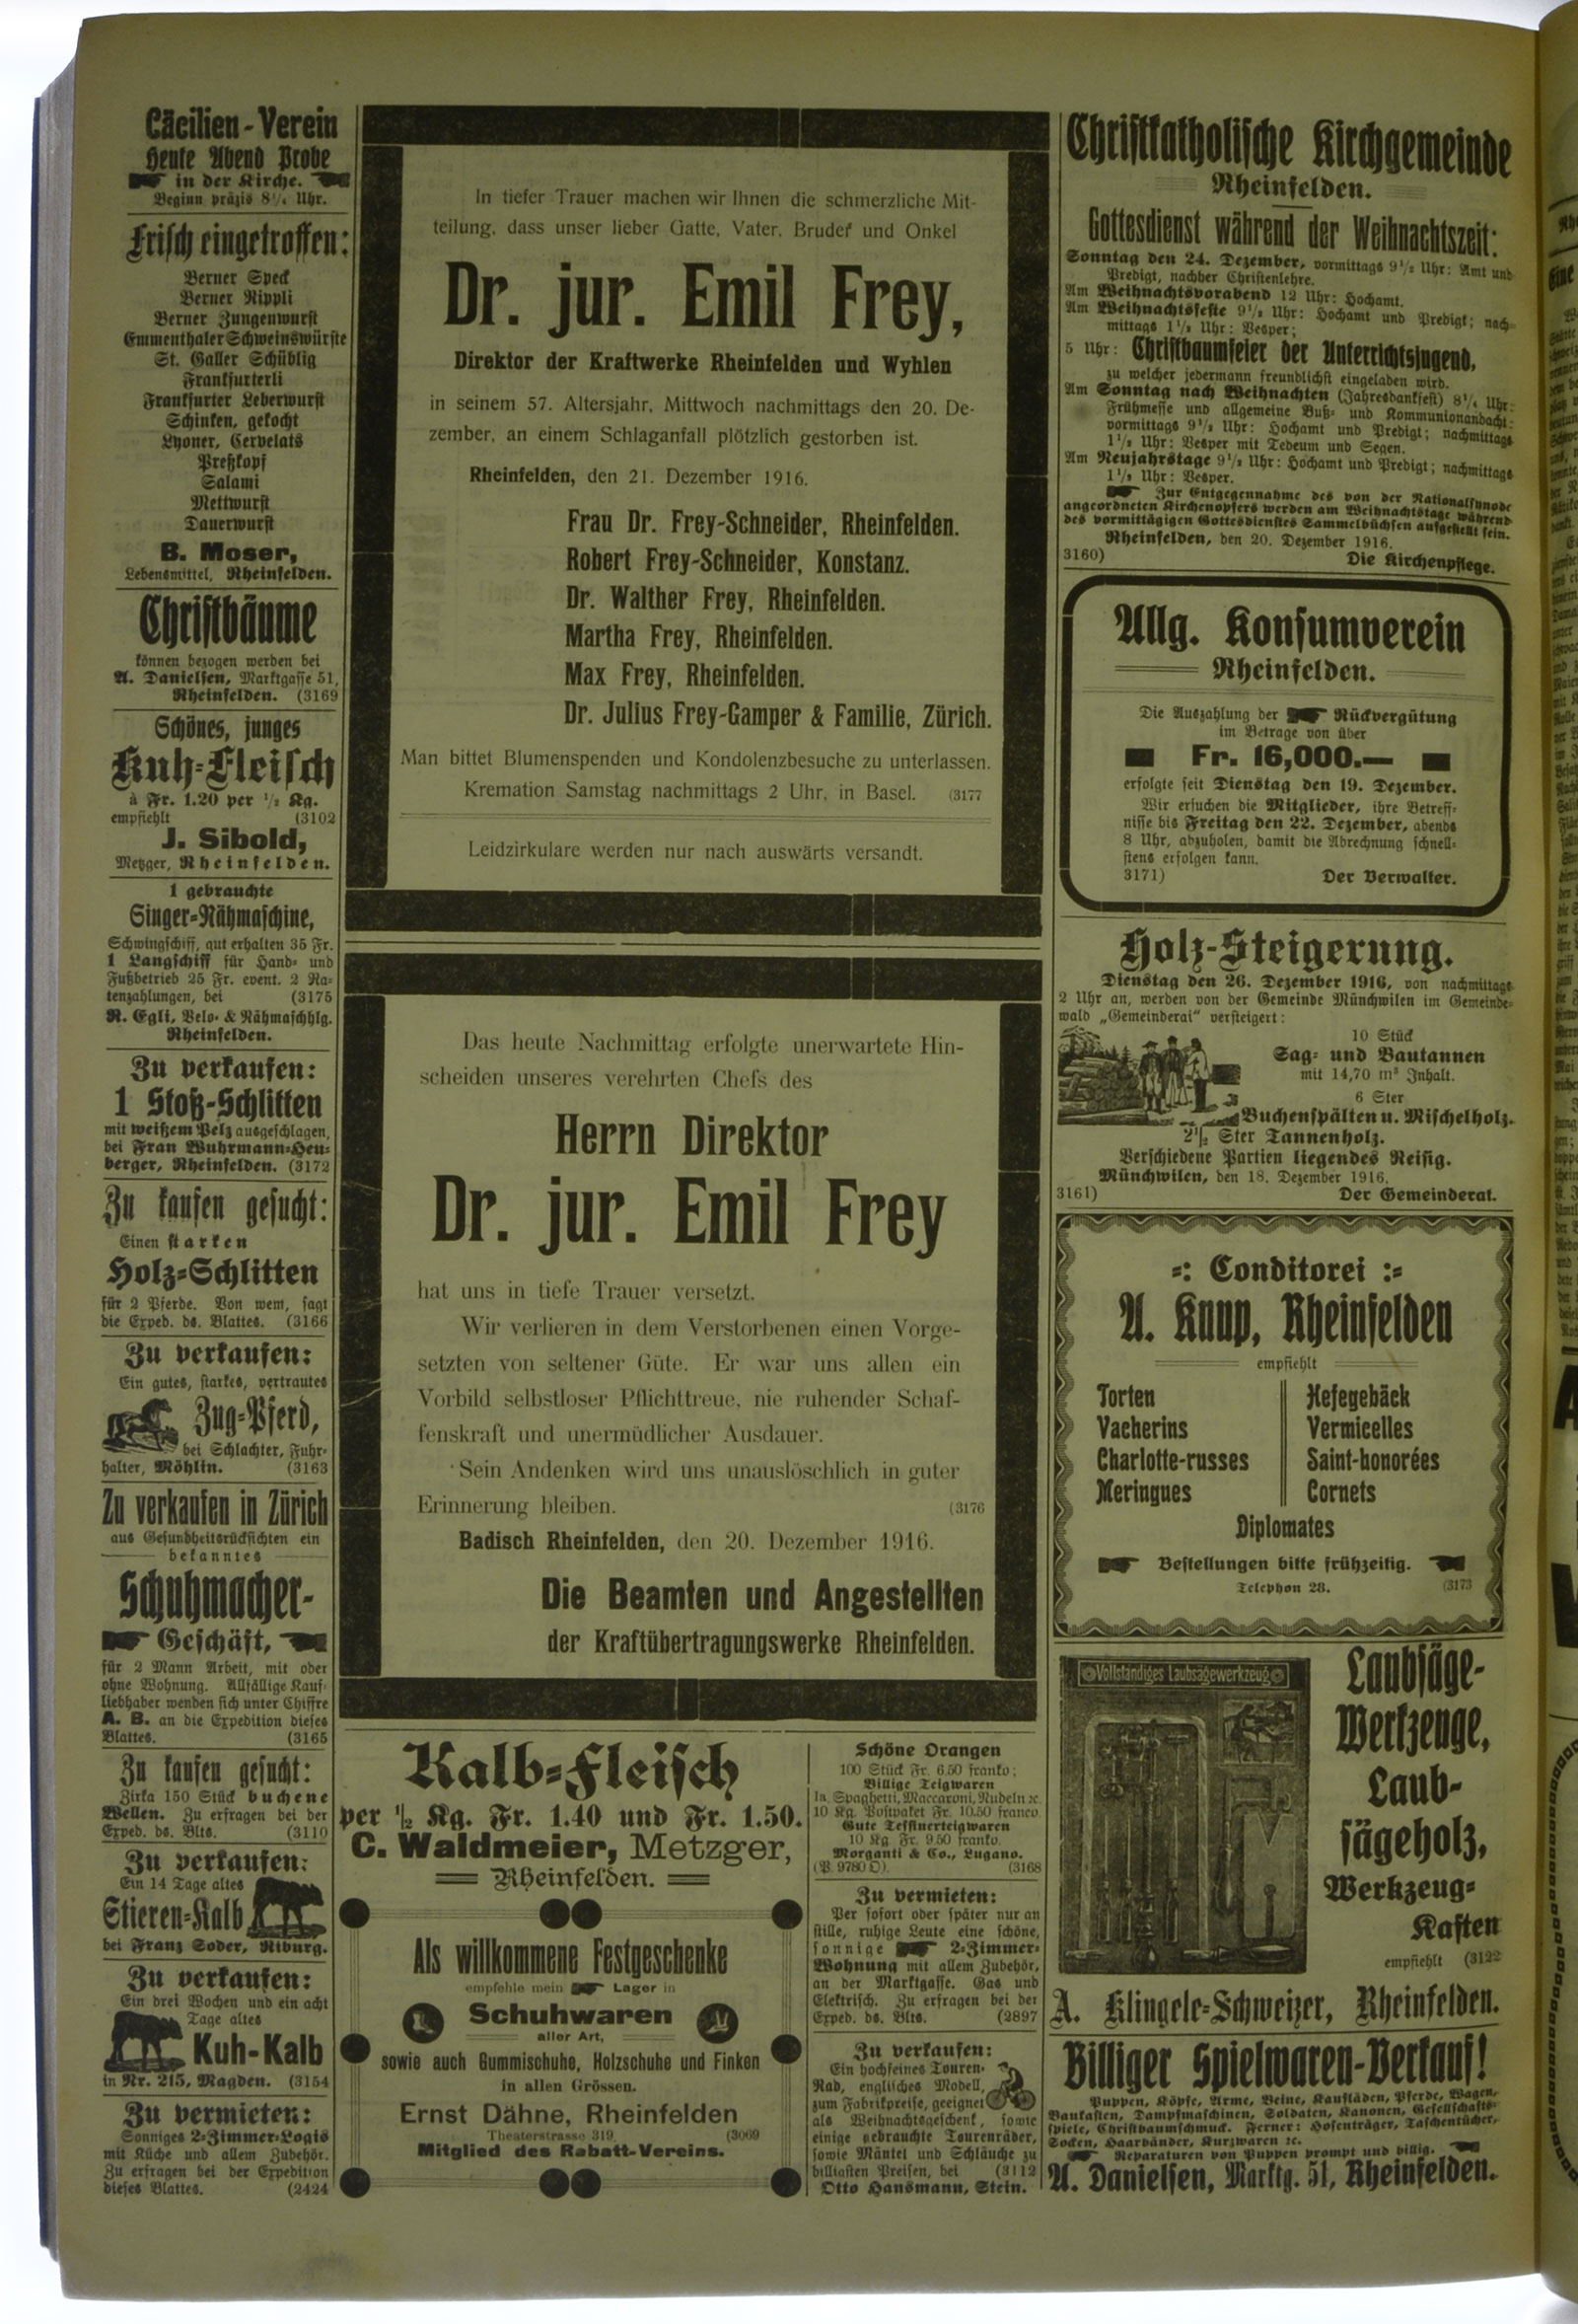 Cäcilien-Verein
Heute Abend Probe
in der Kirche.
Beginn präzis 8¼ Uhr.
Frisch eingetroffen:
Berner Speck
Berner Rippli
Berner Zungenwurst
Emmenthaler Schweinswürste
St. Galler Schüblig
Frankfurterli
Frankfurter Leberwurst
Schinken, gekocht
Lyoner, Cervelats
Preßkopf
Salami
Mettwurst
Dauerwurst
B. Moser,
Lebensmittel, Rheinfelden.
Christbäume
können bezogen werden bei
A. Danielsen, Marktgasse 51,
Rheinfelden. (3169
Schönes, junges
Kuh-Fleisch
à Fr. 1.20 per ½ Kg.
empfiehlt (3102
J. Sibold,
Metzger, Rheinfelden.
1 gebrauchte
Singer-Nähmaschine,
Schwingschiff, gut erhalten 35 Fr.
1 Langschiff für Hand- und
Fußbetrieb 25 Fr. event. 2 Ra-
tenzahlungen, bei (3175
R. Egli, Velo- & Nähmaschhlg.
Rheinfelden.
Zu verkaufen:
1 Stoß-Schlitten
mit weißem Pelz ausgeschlagen,
bei Frau Wuhrmann-Heu-
berger, Rheinfelden. (3172
Zu kaufen gesucht:
Einen starken
Holz-Schlitten
für 2 Pferde. Von wem, sagt
die Exped. ds. Blattes. (3166
Zu verkaufen:
Ein gutes, starkes, vertrautes
Zug-Pferd,
bei Schlachter, Fuhr-
halter, Möhlin. (3163
Zu verkaufen in Zürich
aus Gesundheitsrücksichten ein
bekanntes
Schuhmacher-
Geschäft,
für 2 Mann Arbeit, mit oder
ohne Wohnung. Allfällige Kauf-
liebhaber wenden sich unter Chiffre
A. B. an die Expedition dieses
Blattes. (3165
Zu kaufen gesucht:
Zirka 150 Stück buchene
Wellen. Zu erfragen bei der
Exped. ds. Blts. (3110
Zu verkaufen:
Ein 14 Tage altes
Stieren-Kalb
bei Franz Soder, Riburg.
Zu verkaufen:
Ein drei Wochen und ein acht
Tage altes
Kuh-Kalb
in Nr. 215, Magden. (3154
Zu vermieten:
Sonniges 2-Zimmer-Logis
mit Küche und allem Zubehör.
Zu erfragen bei der Expedition
dieses Blattes. (2424
In tiefer Trauer machen wir Ihnen die schmerzliche Mit-
teilung, dass unser lieber Gatte, Vater, Bruder und Onkel
Dr. jur. Emil Frey,
Direktor der Kraftwerke Rheinfelden und Wyhlen
in seinem 57. Altersjahr, Mittwoch nachmittags den 20. De-
zember, an einem Schlaganfall plötzlich gestorben ist.
Rheinfelden, den 21. Dezember 1916.
Frau Dr. Frey-Schneider, Rheinfelden.
Robert Frey-Schneider, Konstanz.
Dr. Walther Frey, Rheinfelden.
Martha Frey, Rheinfelden.
Max Frey, Rheinfelden.
Dr. Julius Frey-Gamper & Familie, Zürich.
Man bittet Blumenspenden und Kondolenzbesuche zu unterlassen.
Kremation Samstag nachmittags 2 Uhr, in Basel. (3177
Leidzirkulare werden nur nach auswärts versandt.
Das heute Nachmittag erfolgte unerwartete Hin-
scheiden unseres verehrten Chefs des
Herrn Direktor
Dr. jur. Emil Frey
hat uns in tiefe Trauer versetzt.
Wir verlieren in dem Verstorbenen einen Vorge-
setzten von seltener Güte. Er war uns allen ein
Vorbild selbstloser Pflichttreue, nie ruhender Schaf-
fenskraft und unermüdlicher Ausdauer.
Sein Andenken wird uns unauslöschlich in guter
Erinnerung bleiben. (3176
Badisch Rheinfelden, den 20. Dezember 1916.
Die Beamten und Angestellten
der Kraftübertragungswerke Rheinfelden.
Kalb-Fleisch
per ½ Kg. Fr. 1.40 und Fr. 1.50.
C. Waldmeier, Metzger,
Rheinfelden.
Als willkommene Festgeschenke
empfehle mein Lager in
Schuhwaren
aller Art,
sowie auch Gummischuhe, Holzschuhe und Finken
in allen Grössen.
Ernst Dähne, Rheinfelden
Theaterstrasse 319. (3069
Mitglied des Rabatt-Vereins.
Schöne Orangen
100 Stück Fr. 6.50 franko;
Billige Teigwaren
Ia. Spaghetti, Maccaroni, Nudeln ꝛc.
10 Kg. Postpaket Fr. 10.50 franco.
Gute Tessinerteigwaren
10 Kg. Fr. 9.50 franko.
Morganti & Co., Lugano.
(P. 9780 O). (3168
Zu vermieten:
Per sofort oder später nur an
stille, ruhige Leute eine schöne,
sonnige 2-Zimmer-
Wohnung mit allem Zubehör,
an der Marktgasse. Gas und
Elektrisch. Zu erfragen bei der
Exped. ds. Blts. (2897
Zu verkaufen:
Ein hochfeines Touren-
Rad, englisches Modell,
zum Fabrikpreise, geeignet
als Weihnachtsgeschenk, sowie
einige gebrauchte Tourenräder,
sowie Mäntel und Schläuche zu
billigsten Preisen, bei (3112
Otto Hansmann, Stein.
Christkatholische Kirchgemeinde
Rheinfelden.
Gottesdienst während der Weihnachtszeit:
Sonntag den 24. Dezember, vormittags 9½ Uhr: Amt und
Predigt, nachher Christenlehre.
Am Weihnachtsvorabend 12 Uhr: Hochamt.
Am Weihnachtsfeste 9½ Uhr: Hochamt und Predigt; nach-
mittags 1½ Uhr: Vesper;
5 Uhr: Christbaumfeier der Unterrichtsjugend,
zu welcher jedermann freundlichst eingeladen wird.
Am Sonntag nach Weihnachten (Jahresdankfest) 8¼ Uhr:
Frühmesse und allgemeine Buß- und Kommunionandacht;
vormittags 9½ Uhr: Hochamt und Predigt; nachmittags
1½ Uhr: Vesper mit Tedeum und Segen.
Am Neujahrstage 9½ Uhr: Hochamt und Predigt; nachmittags
1½ Uhr: Vesper.
Zur Entgegennahme des von der Nationalsynode
angeordneten Kirchenopfers werden am Weihnachtstage während
des vormittägigen Gottesdienstes Sammelbüchsen aufgestellt sein.
Rheinfelden, den 20. Dezember 1916.
3160) Die Kirchenpflege.
Allg. Konsumverein
Rheinfelden.
Die Auszahlung der Rückvergütung
im Betrage von über
Fr. 16,000.—
erfolgte seit Dienstag den 19. Dezember.
Wir ersuchen die Mitglieder, ihre Betreff-
nisse bis Freitag den 22. Dezember, abends
8 Uhr, abzuholen, damit die Abrechnung schnell-
stens erfolgen kann.
3171) Der Verwalter.
Holz-Steigerung.
Dienstag den 26. Dezember 1916, von nachmittags
2 Uhr an, werden von der Gemeinde Münchwilen im Gemeinde-
wald „Gemeinderai" versteigert:
10 Stück
Sag- und Bautannen
mit 14,70 m³ Inhalt.
6 Ster
Buchenspälten u. Mischelholz.
2½ Ster Tannenholz.
Verschiedene Partien liegendes Reisig.
Münchwilen, den 18. Dezember 1916.
3161) Der Gemeinderat.
Conditorei
A. Knup, Rheinfelden
empfiehlt
Torten
Vacherins
Charlotte-russes
Meringues
Hefegebäck
Vermicelles
Saint-honorées
Cornets
Diplomates
Bestellungen bitte frühzeitig.
Telephon 28. (3173
Vollständiges Laubsägewerkzeug
Laubsäge-
Werkzeuge,
Laub-
sägeholz,
Werkzeug-
Kasten
empfiehlt (3122
A. Klingele-Schweizer, Rheinfelden.
Billiger Spielwaren-Verkauf!
Puppen, Köpfe, Arme, Beine, Kaufläden, Pferde, Wagen,
Baukasten, Dampfmaschinen, Soldaten, Kanonen, Gesellschafts-
spiele, Christbaumschmuck. Ferner: Hosenträger, Taschentücher,
Socken, Haarbänder, Kurzwaren ꝛc.
Reparaturen von Puppen prompt und billig.
A. Danielsen, Marktg. 51, Rheinfelden.